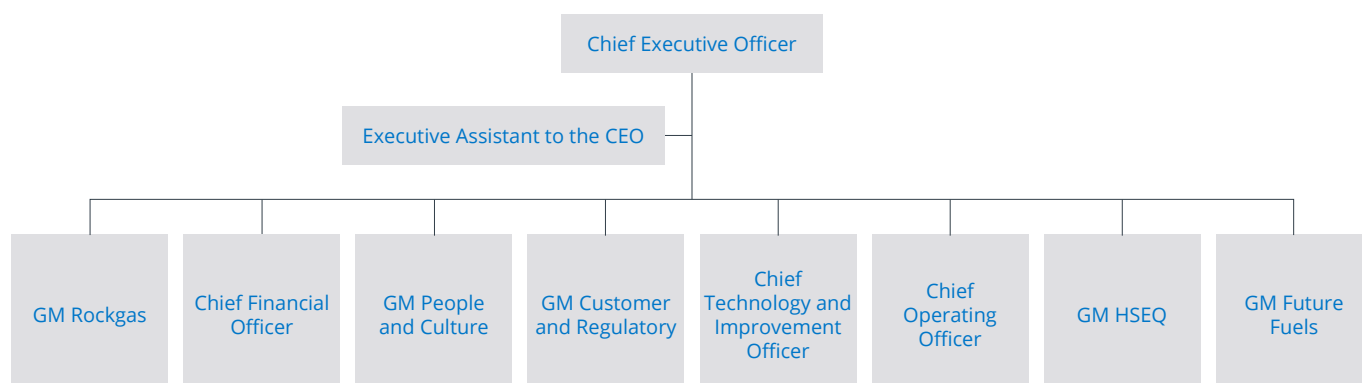 Chief Executive Officer
Executive Assistant to the CEO
GM Rockgas
Chief Financial
Officer
GM People
and Culture
GM Customer
and Regulatory
Chief
Technology and
Improvement
Officer
Chief
Operating
Officer
GM HSEQ
GM Future
Fuels